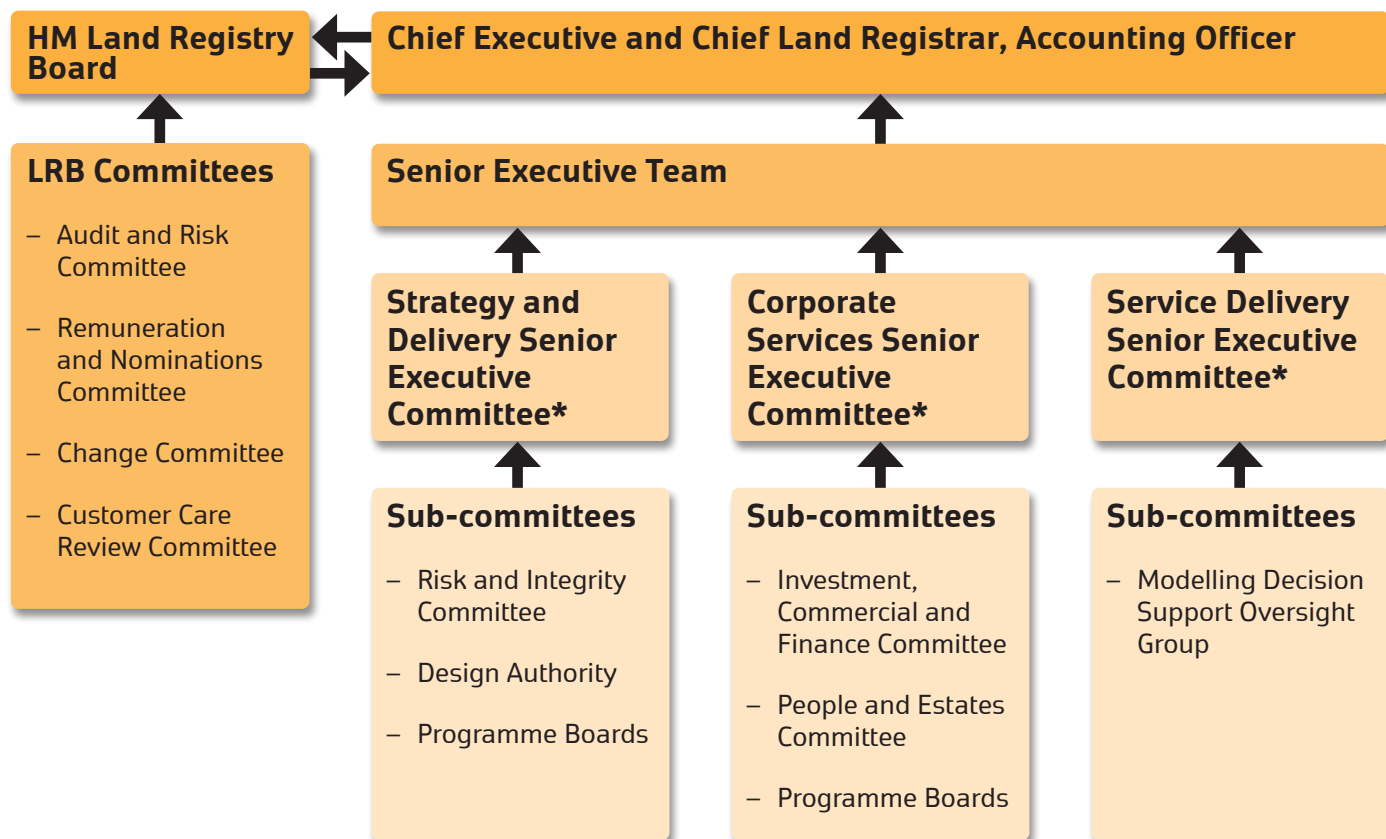 HM Land Registry
Board
Chief Executive and Chief Land Registrar, Accounting Officer
LRB Committees
– Audit and Risk
Committee
– Remuneration
and Nominations
Committee
– Change Committee
– Customer Care
Review Committee
Senior Executive Team
Strategy and
Delivery Senior
Executive
Committee*
Corporate
Services Senior
Executive
Committee*
Service Delivery
Senior Executive
Committee*
Sub-committees
– Risk and Integrity
Committee
– Design Authority
– Programme Boards
Sub-committees
– Investment,
Commercial and
Finance Committee
– People and Estates
Committee
– Programme Boards
Sub-committees
– Modelling Decision
Support Oversight
Group